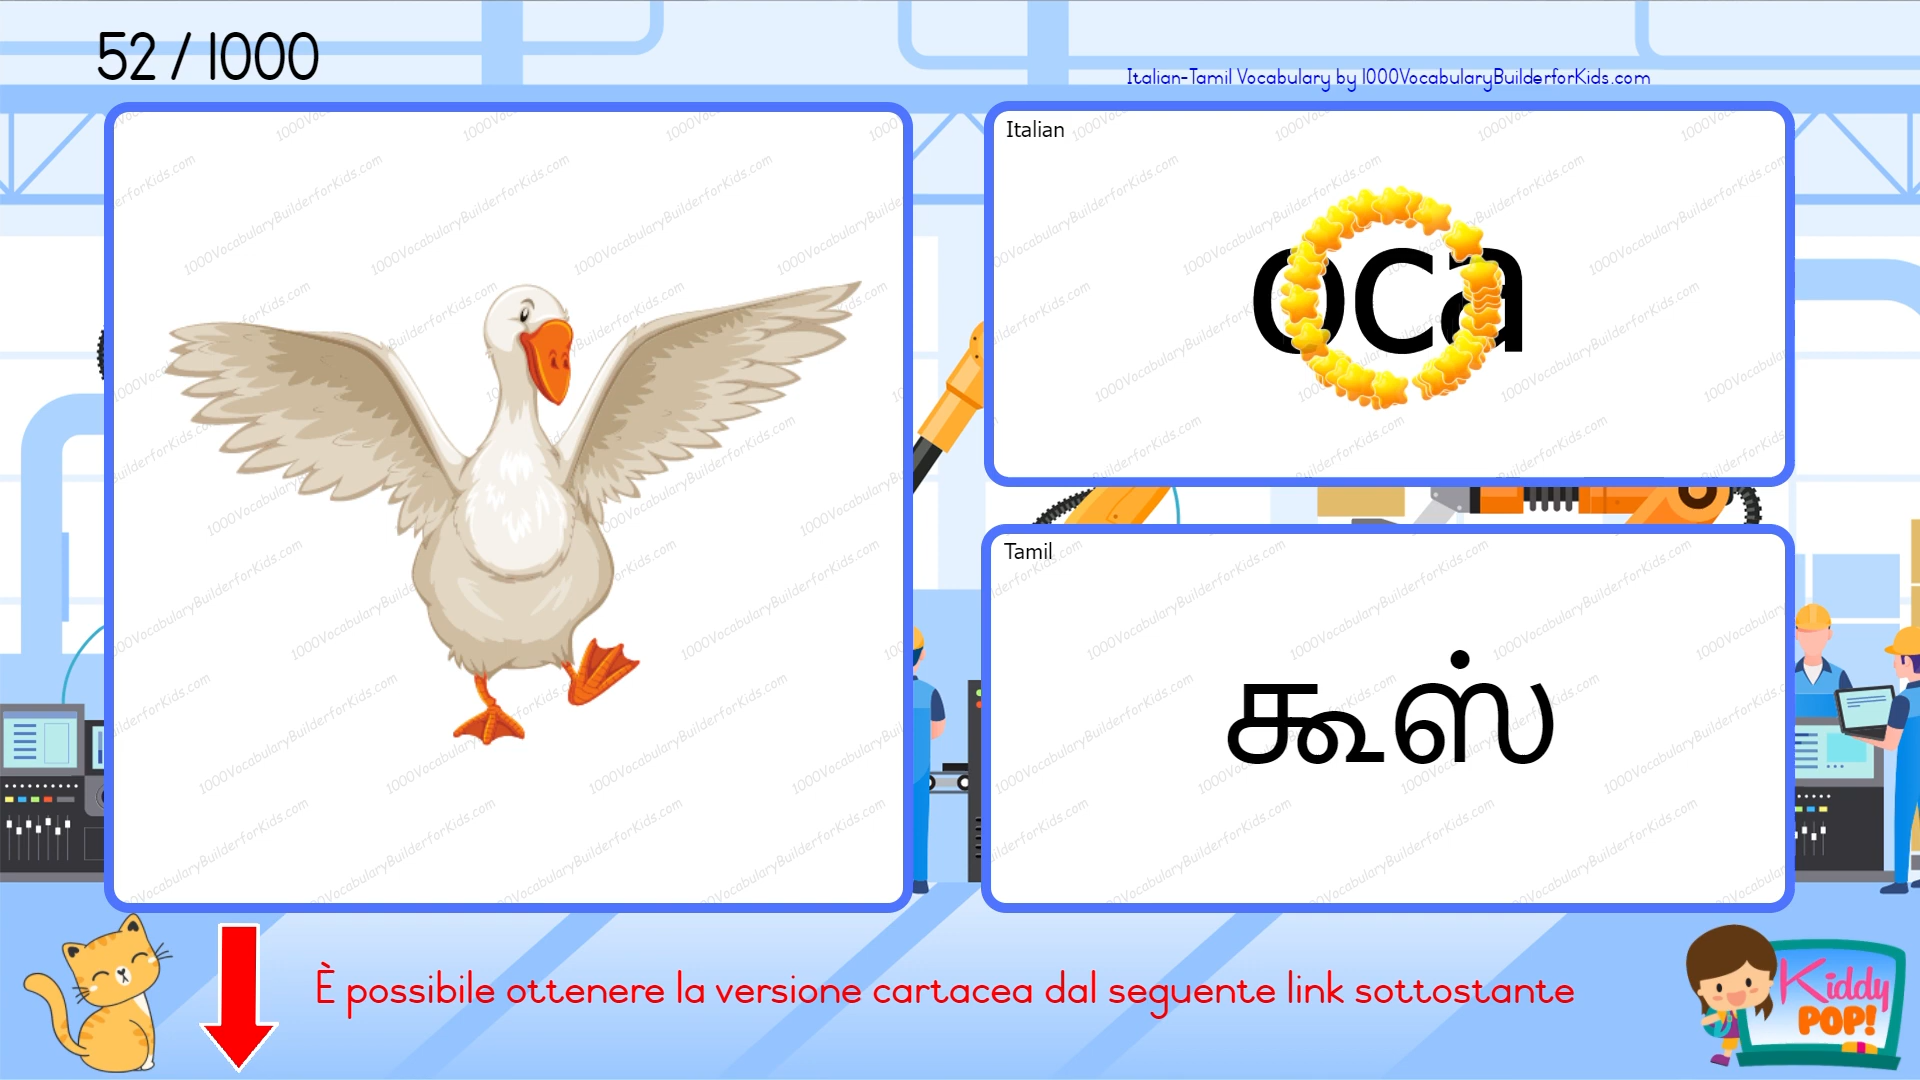 52 / 1000
Italian-Tamil Vocabulary by 1000VocabularyBuilderforKids.com
Italian
oca
Tamil
கூஸ்
È possibile ottenere la versione cartacea dal seguente link sottostante
Kiddy
POP!